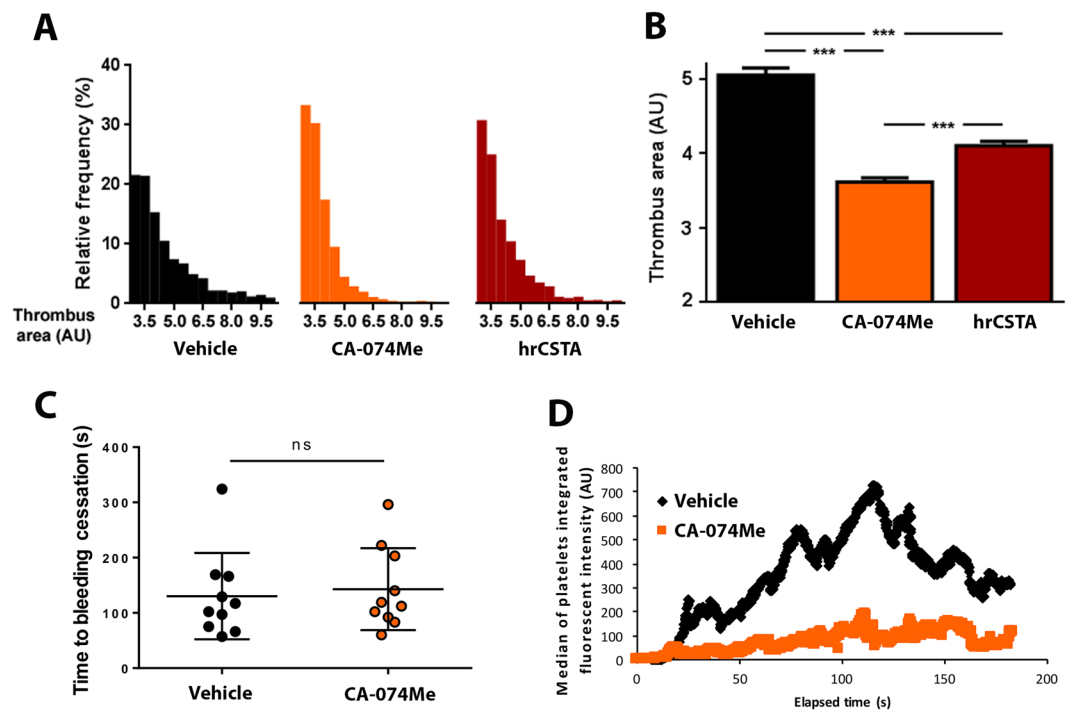 A
Relative frequency (%)
40
30
20
10
0
Thrombus
area (AU)
3.5 5.0 6.5 8.0 9.5
3.5 5.0 6.5 8.0 9.5
3.5 5.0 6.5 8.0 9.5
Vehicle
CA-074Me
hrCSTA
B
Thrombus area (AU)
5
4
3
2
***
***
***
Vehicle
CA-074Me
hrCSTA
C
Time to bleeding cessation (s)
400
300
200
100
0
ns
Vehicle
CA-074Me
D
Median of platelets integrated
fluorescent intensity (AU)
800
700
600
500
400
300
200
100
0
Vehicle
CA-074Me
0 50 100 150 200
Elapsed time (s)